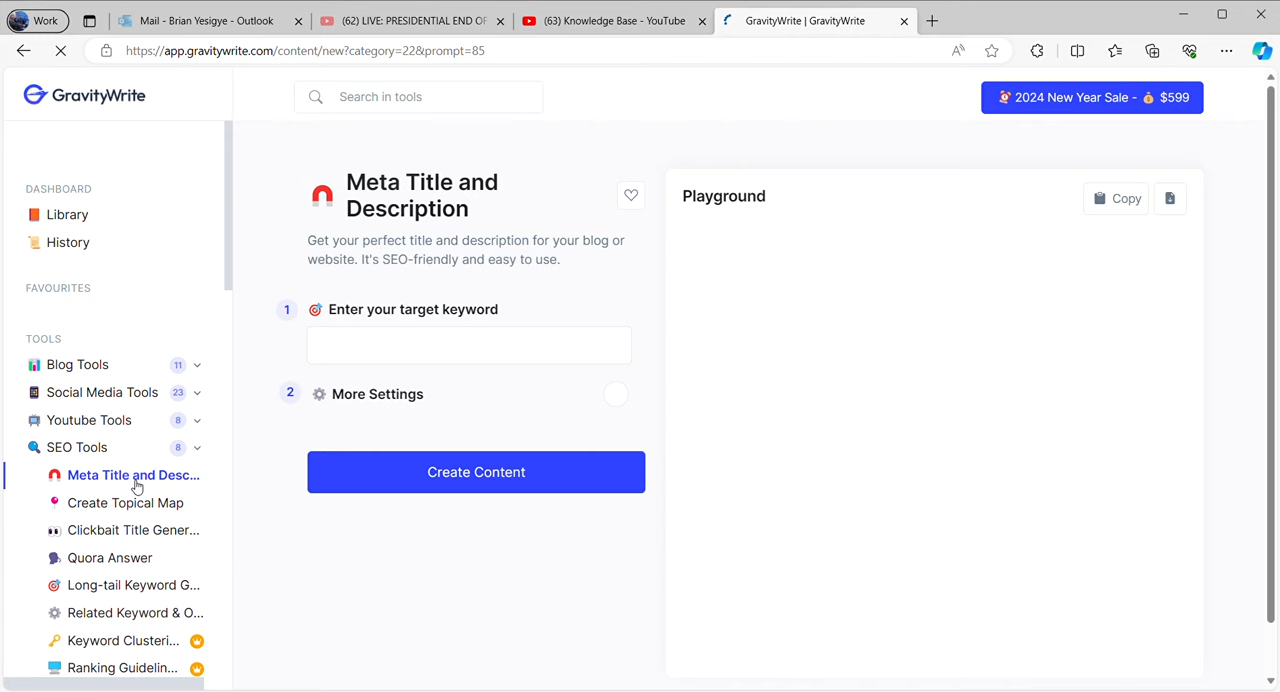 Work
Mail - Brian Yesigye - Outlook
(62) LIVE: PRESIDENTIAL END OF
(63) Knowledge Base - YouTube
GravityWrite | GravityWrite
https://app.gravitywrite.com/content/new?category=22&prompt=85
GravityWrite
Search in tools
2024 New Year Sale - $599
DASHBOARD
Library
History
FAVOURITES
TOOLS
Blog Tools 11
Social Media Tools 23
Youtube Tools 8
SEO Tools 8
Meta Title and Desc...
Create Topical Map
Clickbait Title Gener...
Quora Answer
Long-tail Keyword G...
Related Keyword & O...
Keyword Clusteri...
Ranking Guidelin...
Meta Title and
Description
Get your perfect title and description for your blog or
website. It's SEO-friendly and easy to use.
1 Enter your target keyword
2 More Settings
Create Content
Playground
Copy